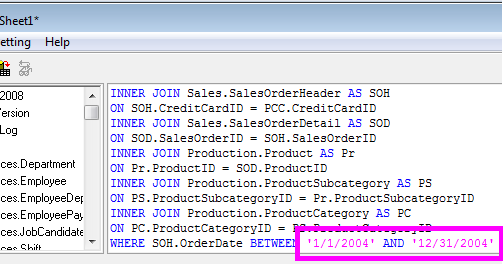 Sheet1*
etting Help
2008
Version
Log
ces.Department
ces.Employee
ces.EmployeeDep
ces.EmployeePay
ces.JobCandidate
ces.Shift
INNER JOIN Sales.SalesOrderHeader AS SOH
ON SOH.CreditCardID = PCC.CreditCardID
INNER JOIN Sales.SalesOrderDetail AS SOD
ON SOD.SalesOrderID = SOH.SalesOrderID
INNER JOIN Production.Product AS Pr
ON Pr.ProductID = SOD.ProductID
INNER JOIN Production.ProductSubcategory AS PS
ON PS.ProductSubcategoryID = Pr.ProductSubcategoryID
INNER JOIN Production.ProductCategory AS PC
ON PC.ProductCategoryID = PS.ProductCategoryID
WHERE SOH.OrderDate BETWEEN '1/1/2004' AND '12/31/2004'